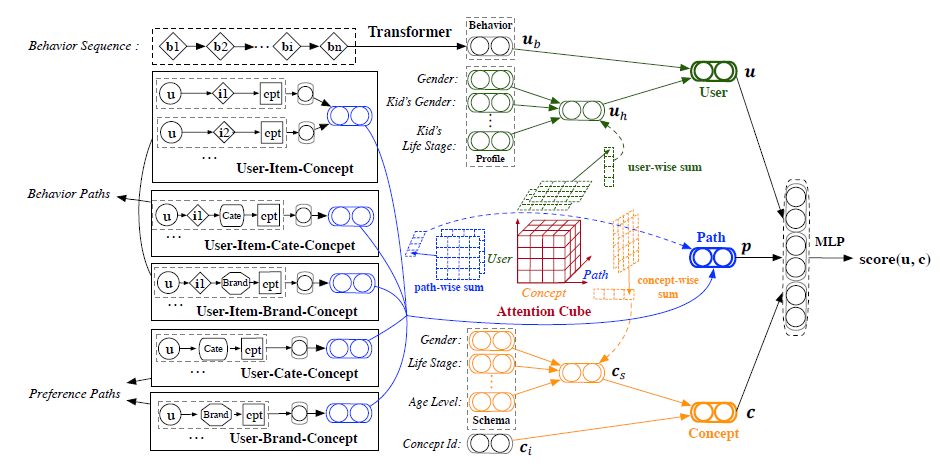 Behavior Sequence :
b1
b2
...
bi
bn
Transformer
Behavior
u_b
u
i1
cpt
u
i2
cpt
...
User-Item-Concept
Behavior Paths
u
i1
Cate
cpt
...
User-Item-Cate-Concpet
u
i1
Brand
cpt
...
User-Item-Brand-Concept
u
Cate
cpt
...
User-Cate-Concept
Preference Paths
u
Brand
cpt
...
User-Brand-Concept
Gender:
Kid's Gender:
⋮
Kid's
Life Stage:
Profile
u_h
user-wise sum
u
User
path-wise sum
User
Path
Concept
Attention Cube
concept-wise
sum
Path
p
MLP
score(u, c)
Gender:
Life Stage:
⋮
Age Level:
Schema
c_s
Concept Id:
c_i
c
Concept